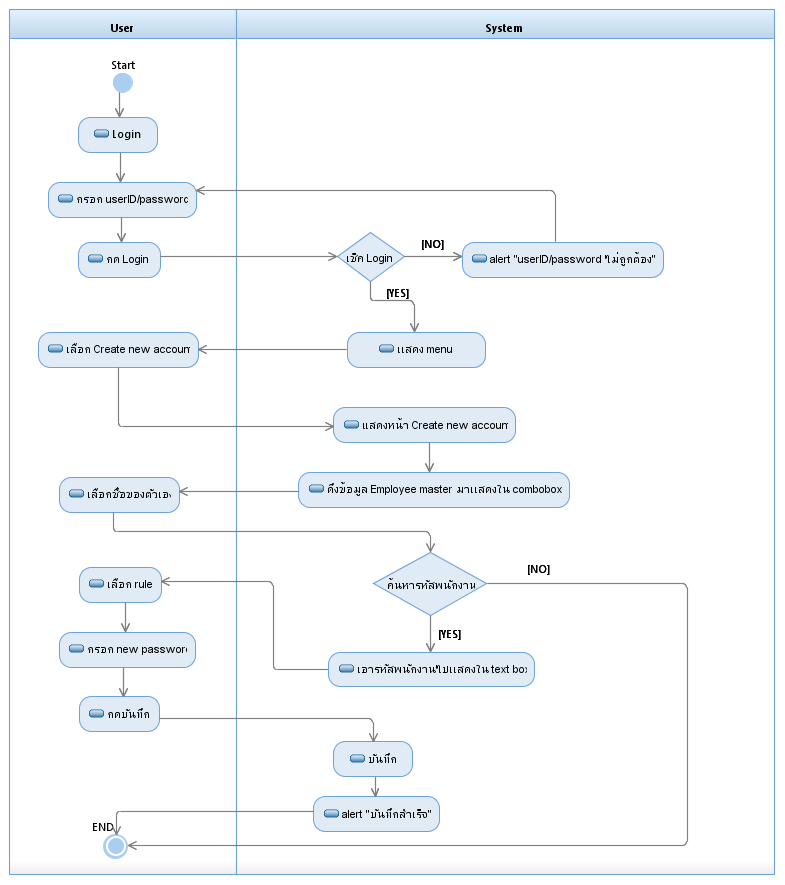 User
System
Start
Login
กรอก userID/password
กด Login
เช็ค Login
[NO]
alert "userID/password ไม่ถูกต้อง"
[YES]
แสดง menu
เลือก Create new accoun
แสดงหน้า Create new accoun
ดึงข้อมูล Employee master มาแสดงใน combobox
เลือกชื่อของตัวเอง
ค้นหารหัสพนักงาน
[NO]
[YES]
เลือก rule
เอารหัสพนักงานไปแสดงใน text box
กรอก new password
กดบันทึก
บันทึก
alert "บันทึกสำเร็จ"
END